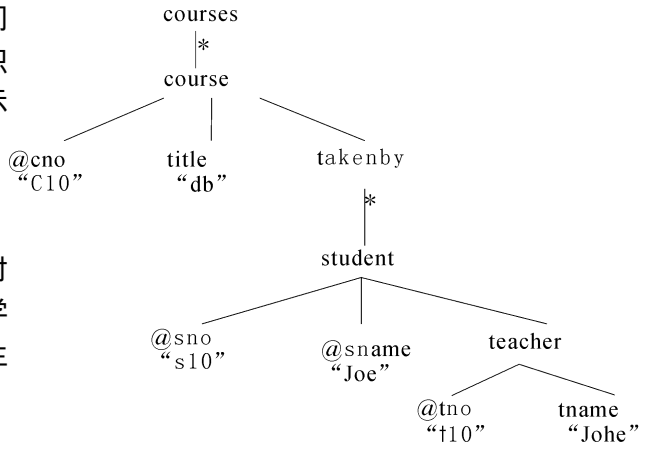 courses
*
course
@cno title takenby
“C10” “db”
*
student
@sno @sname teacher
“s10” “Joe”
@tno tname
“t10” “Johe”